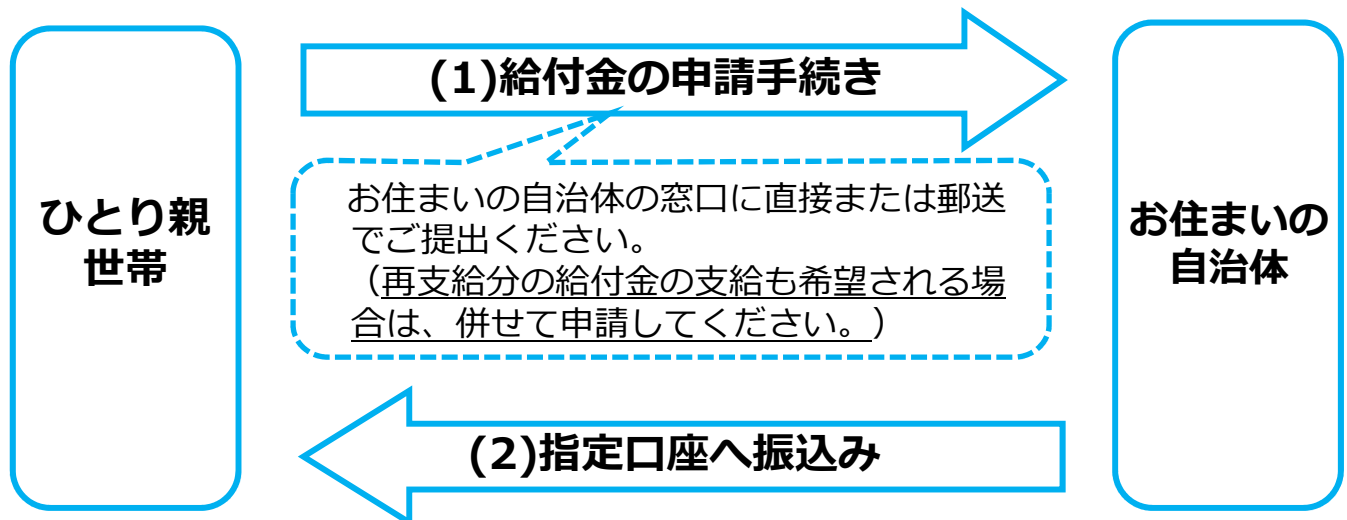 (1)給付金の申請手続き
ひとり親
世帯
お住まいの自治体の窓口に直接または郵送
でご提出ください。
（再支給分の給付金の支給も希望される場
合は、併せて申請してください。）
お住まいの
自治体
(2)指定口座へ振込み